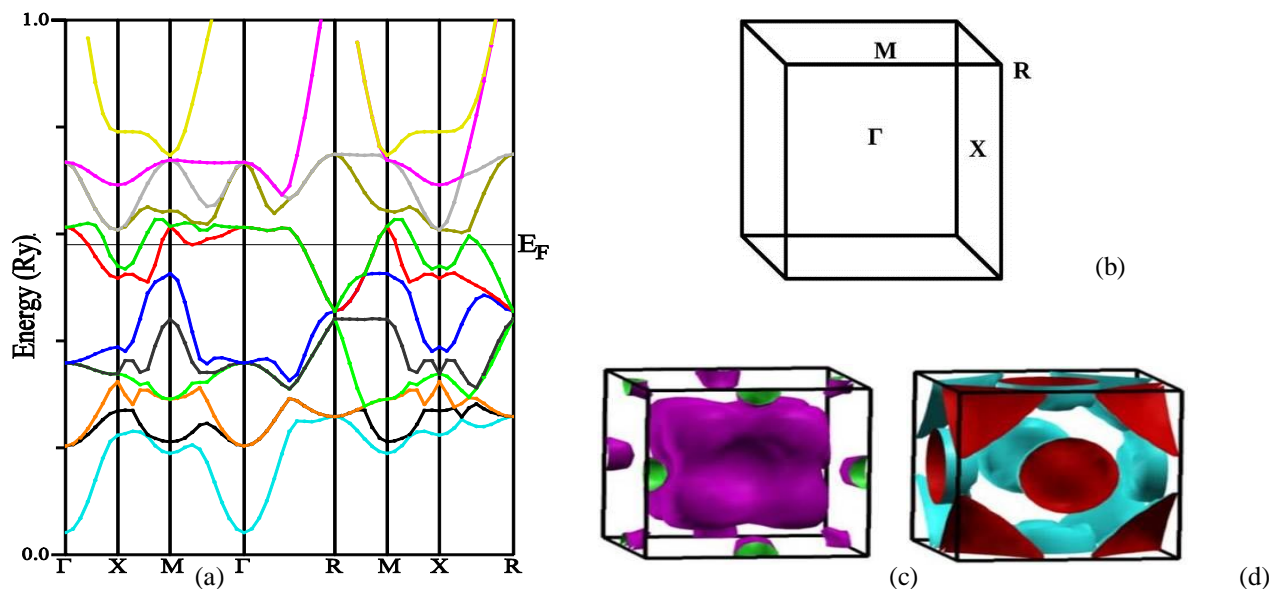 1.0
Energy (Ry)
E_F
0.0
Γ X M Γ R M X R
(a)
M
R
Γ
X
(b)
(c)
(d)